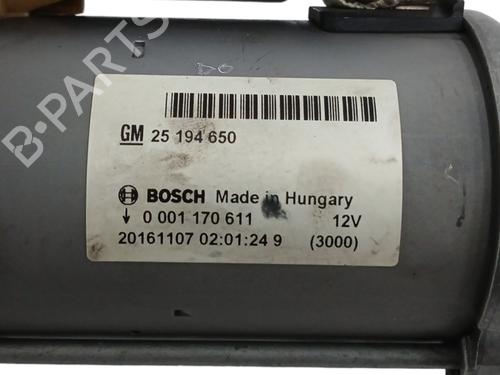 B-PARTS
DO
GM 25 194 650
BOSCH Made in Hungary
0 001 170 611 12V
20161107 02:01:24 9 (3000)